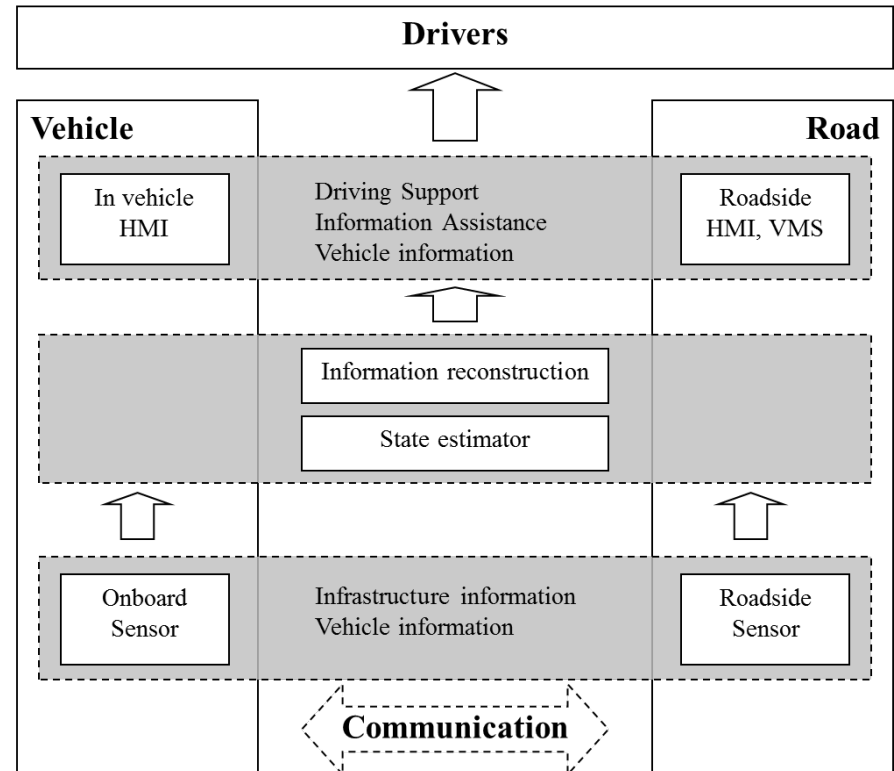 Drivers
Vehicle
Road
In vehicle
HMI
Driving Support
Information Assistance
Vehicle information
Roadside
HMI, VMS
Information reconstruction
State estimator
Onboard
Sensor
Infrastructure information
Vehicle information
Roadside
Sensor
Communication